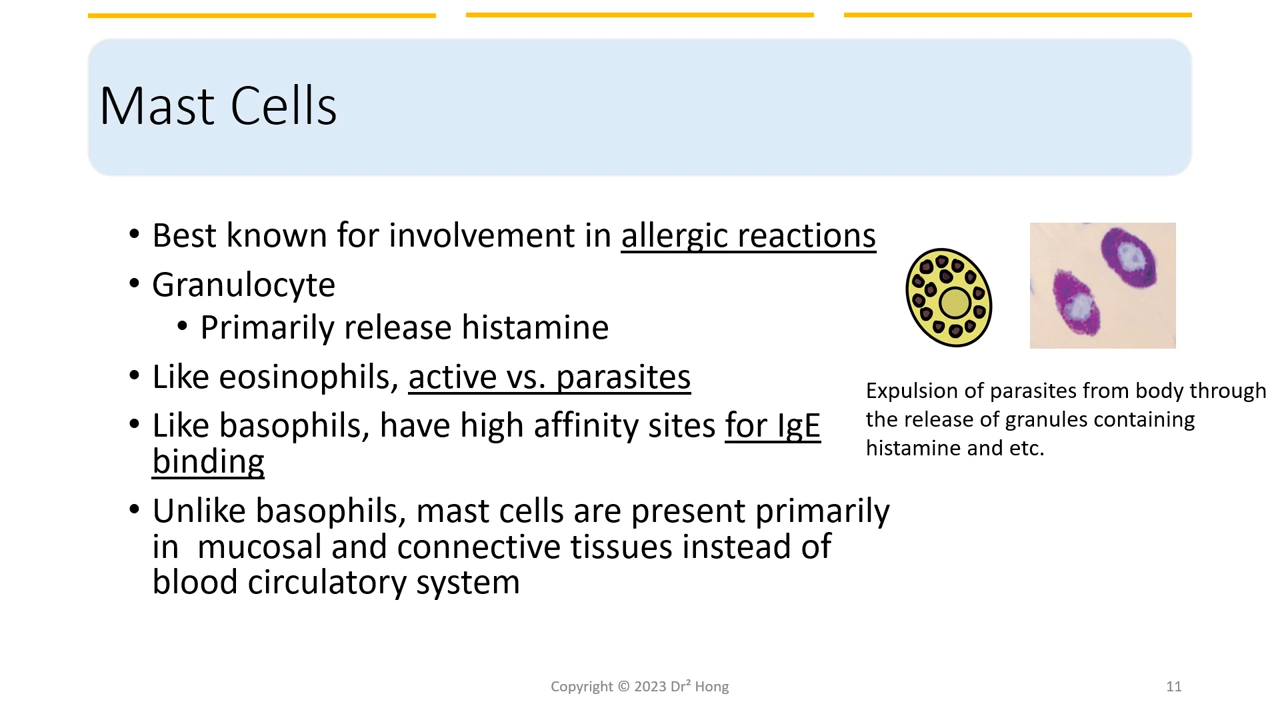 Mast Cells
• Best known for involvement in allergic reactions
• Granulocyte
• Primarily release histamine
• Like eosinophils, active vs. parasites
• Like basophils, have high affinity sites for IgE
binding
• Unlike basophils, mast cells are present primarily
in  mucosal and connective tissues instead of
blood circulatory system
Expulsion of parasites from body through
the release of granules containing
histamine and etc.
Copyright © 2023 Dr² Hong
11